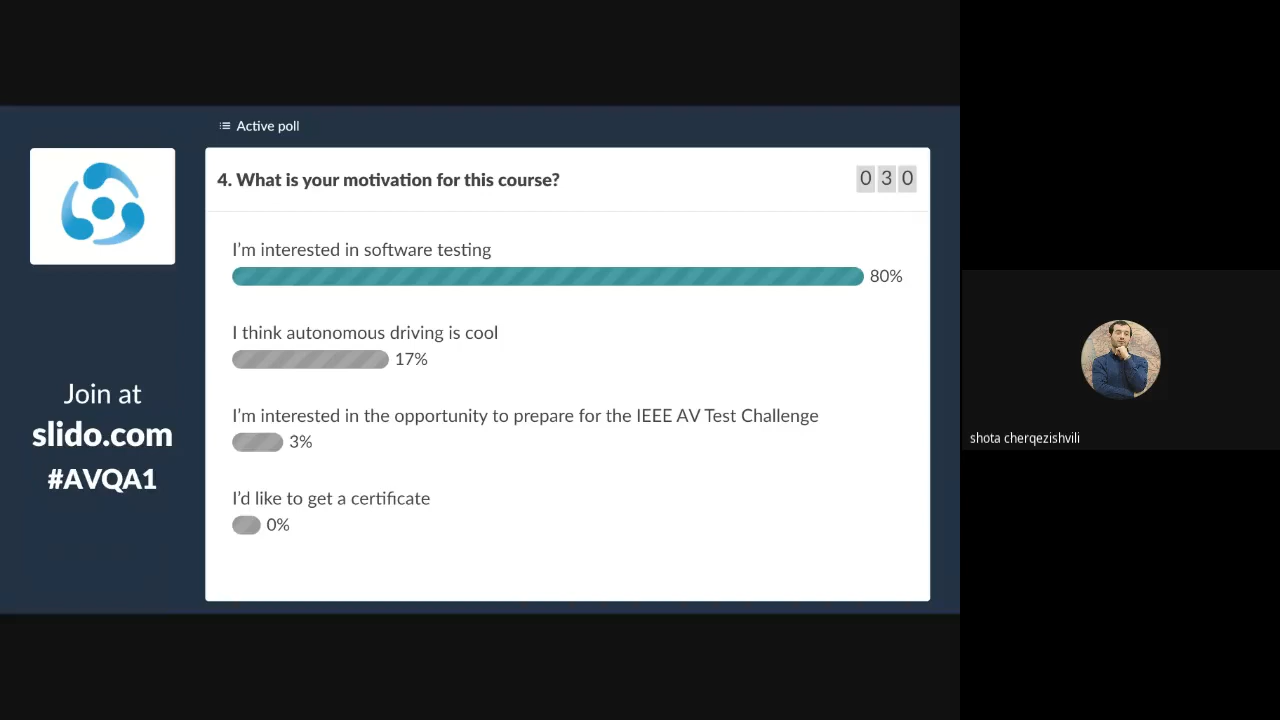 Active poll
4. What is your motivation for this course?
030
I'm interested in software testing
80%
I think autonomous driving is cool
17%
I'm interested in the opportunity to prepare for the IEEE AV Test Challenge
3%
I'd like to get a certificate
0%
Join at
slido.com
#AVQA1
shota cherqezishvili